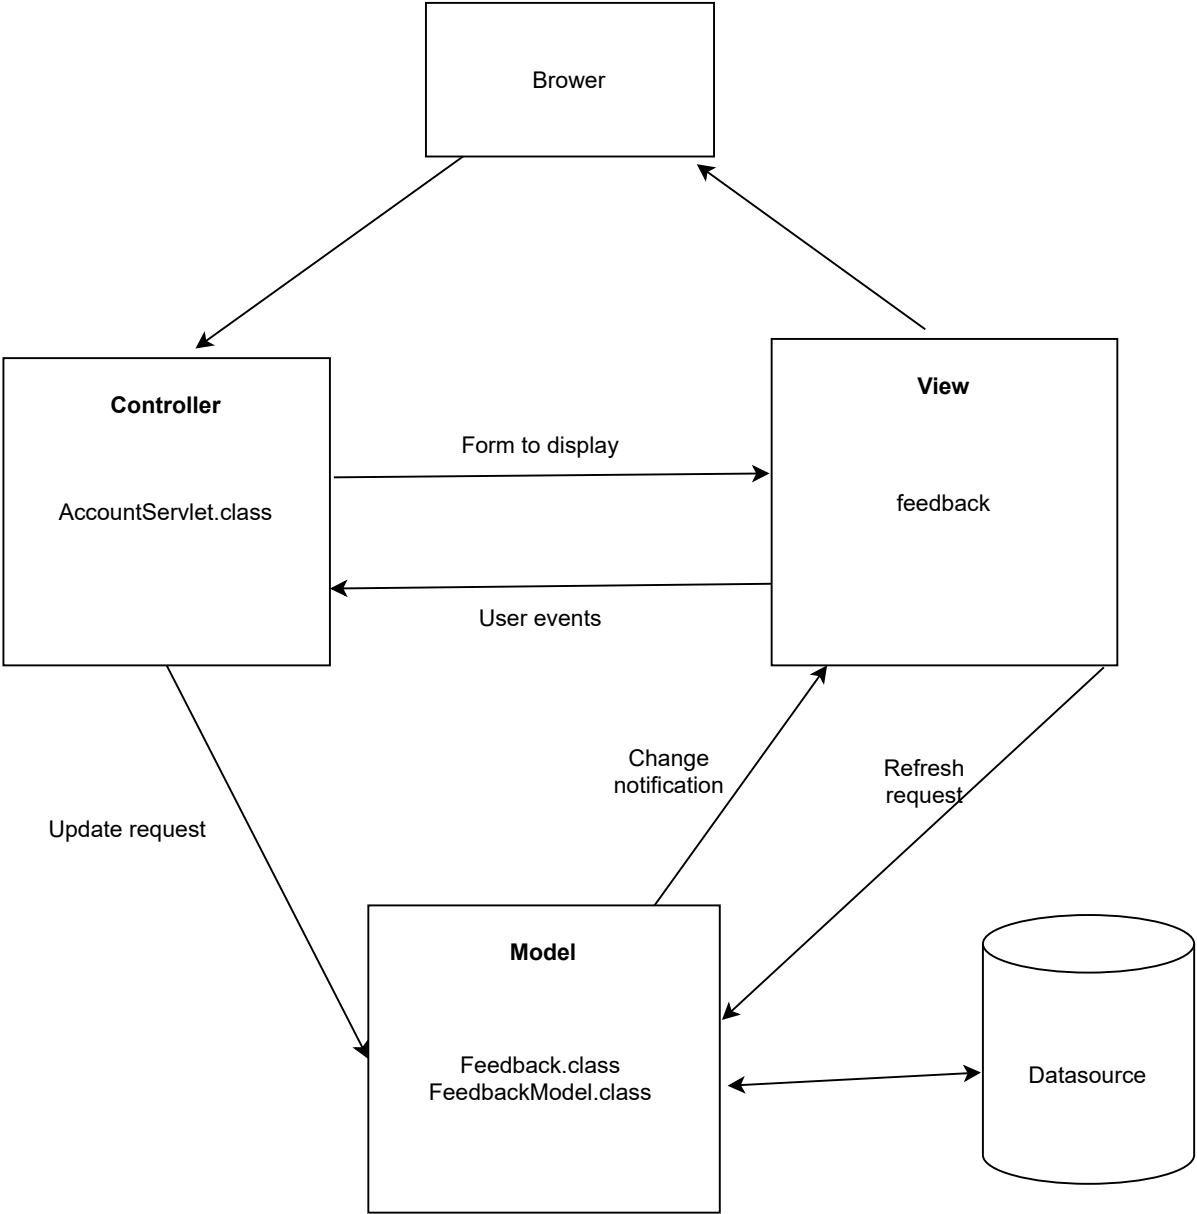 Brower
Controller
AccountServlet.class
Form to display
User events
View
feedback
Update request
Change
notification
Refresh
request
Model
Feedback.class
FeedbackModel.class
Datasource